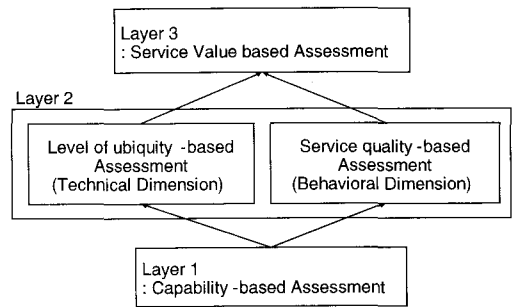 Layer 3
: Service Value based Assessment
Layer 2
Level of ubiquity -based
Assessment
(Technical Dimension)
Service quality -based
Assessment
(Behavioral Dimension)
Layer 1
: Capability -based Assessment